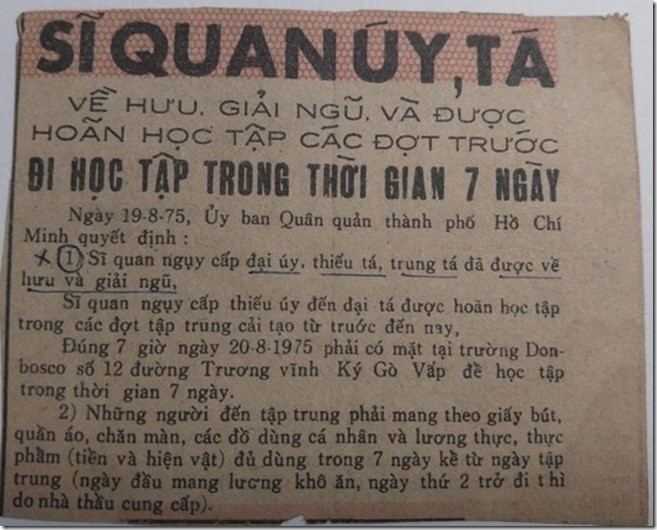 SĨ QUAN ÚY, TÁ
VỀ HƯU, GIẢI NGŨ, VÀ ĐƯỢC
HOÃN HỌC TẬP CÁC ĐỢT TRƯỚC
ĐI HỌC TẬP TRONG THỜI GIAN 7 NGÀY
Ngày 19-8-75, Ủy ban Quân quản thành phố Hồ Chí
Minh quyết định :
x 1) Sĩ quan ngụy cấp đại úy, thiếu tá, trung tá đã được về
hưu và giải ngũ,
Sĩ quan ngụy cấp thiếu úy đến đại tá được hoãn học tập
trong các đợt tập trung cải tạo từ trước đến nay,
Đúng 7 giờ ngày 20-8-1975 phải có mặt tại trường Don-
bosco số 12 đường Trương vĩnh Ký Gò Vấp để học tập
trong thời gian 7 ngày.
2) Những người đến tập trung phải mang theo giấy bút,
quần áo, chăn màn, các đồ dùng cá nhân và lương thực, thực
phẩm (tiền và hiện vật) đủ dùng trong 7 ngày kể từ ngày tập
trung (ngày đầu mang lương khô ăn, ngày thứ 2 trở đi thì
do nhà thầu cung cấp).